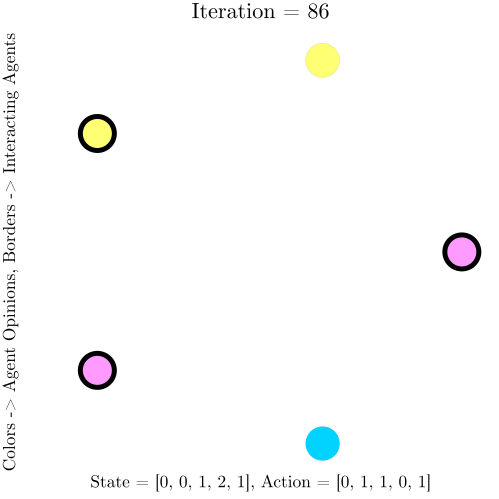 Iteration = 86
Colors -> Agent Opinions, Borders -> Interacting Agents
State = [0, 0, 1, 2, 1], Action = [0, 1, 1, 0, 1]